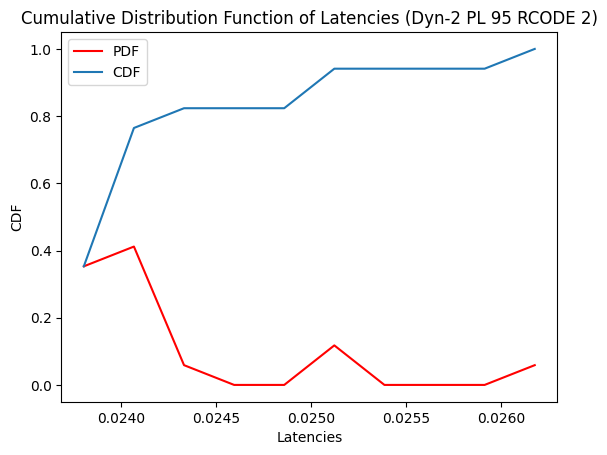 Cumulative Distribution Function of Latencies (Dyn-2 PL 95 RCODE 2)
PDF
CDF
1.0
0.8
0.6
0.4
0.2
0.0
CDF
0.0240 0.0245 0.0250 0.0255 0.0260
Latencies